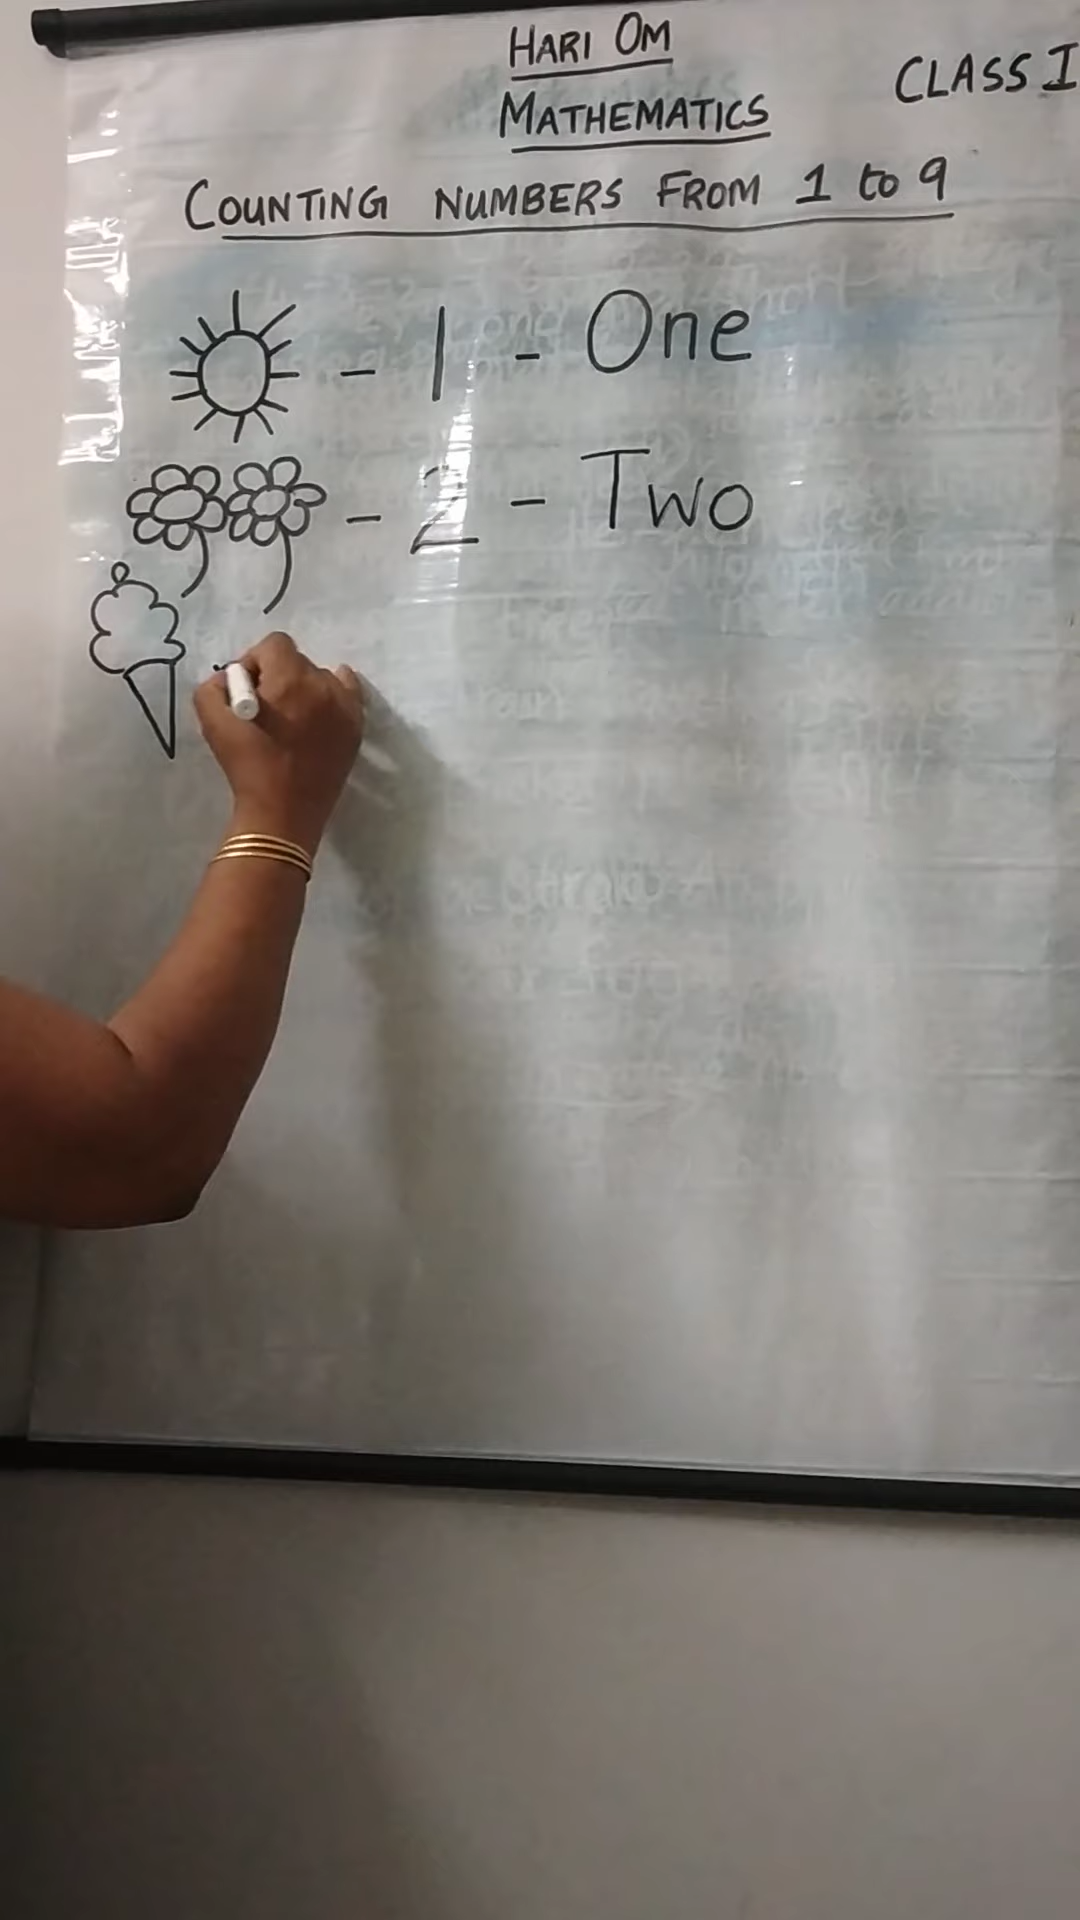 HARI OM
MATHEMATICS
CLASS I
COUNTING NUMBERS FROM 1 to 9
- 1 - One
- 2 - Two